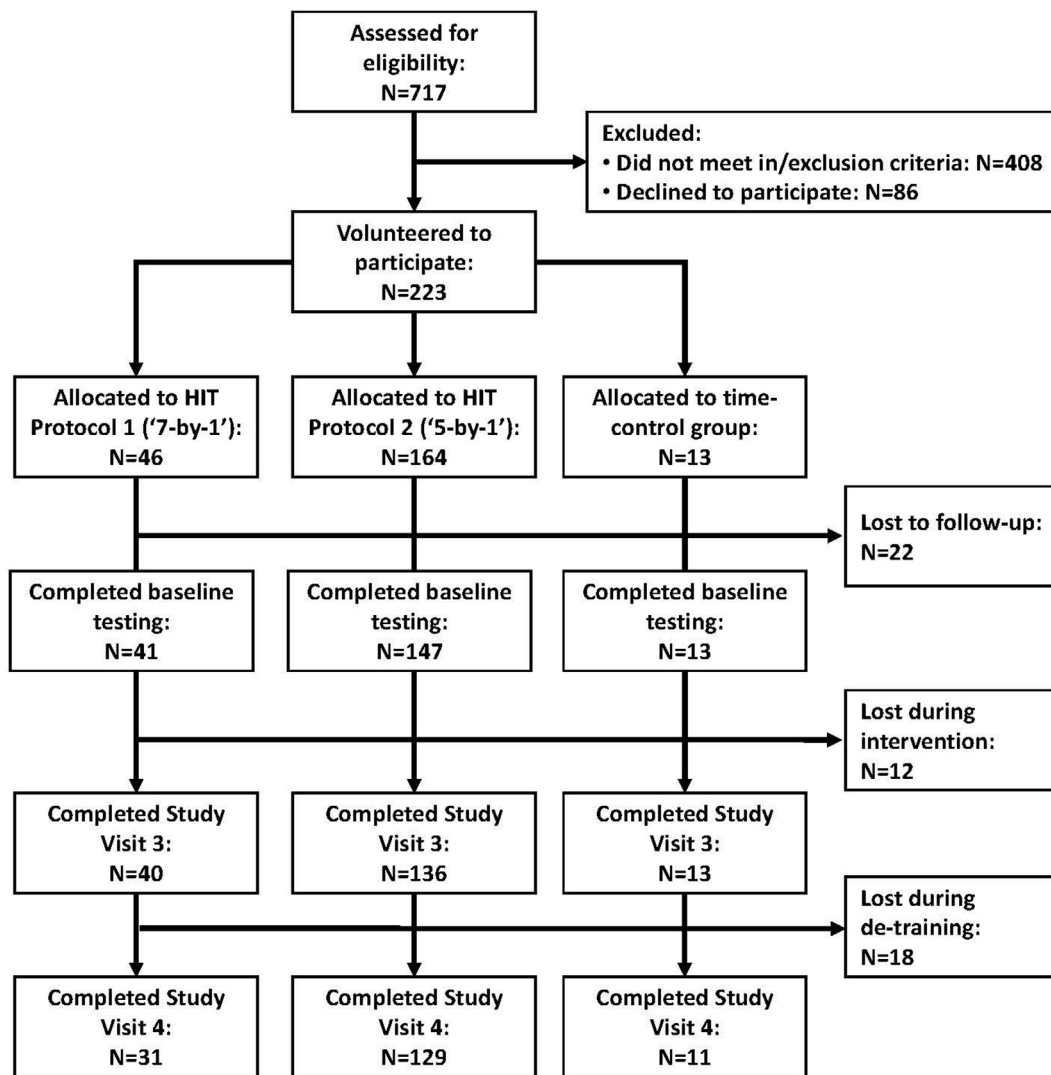 Assessed for
eligibility:
N=717
Excluded:
• Did not meet in/exclusion criteria: N=408
• Declined to participate: N=86
Volunteered to
participate:
N=223
Allocated to HIT
Protocol 1 (‘7-by-1’):
N=46
Allocated to HIT
Protocol 2 (‘5-by-1’):
N=164
Allocated to time-
control group:
N=13
Lost to follow-up:
N=22
Completed baseline
testing:
N=41
Completed baseline
testing:
N=147
Completed baseline
testing:
N=13
Lost during
intervention:
N=12
Completed Study
Visit 3:
N=40
Completed Study
Visit 3:
N=136
Completed Study
Visit 3:
N=13
Lost during
de-training:
N=18
Completed Study
Visit 4:
N=31
Completed Study
Visit 4:
N=129
Completed Study
Visit 4:
N=11